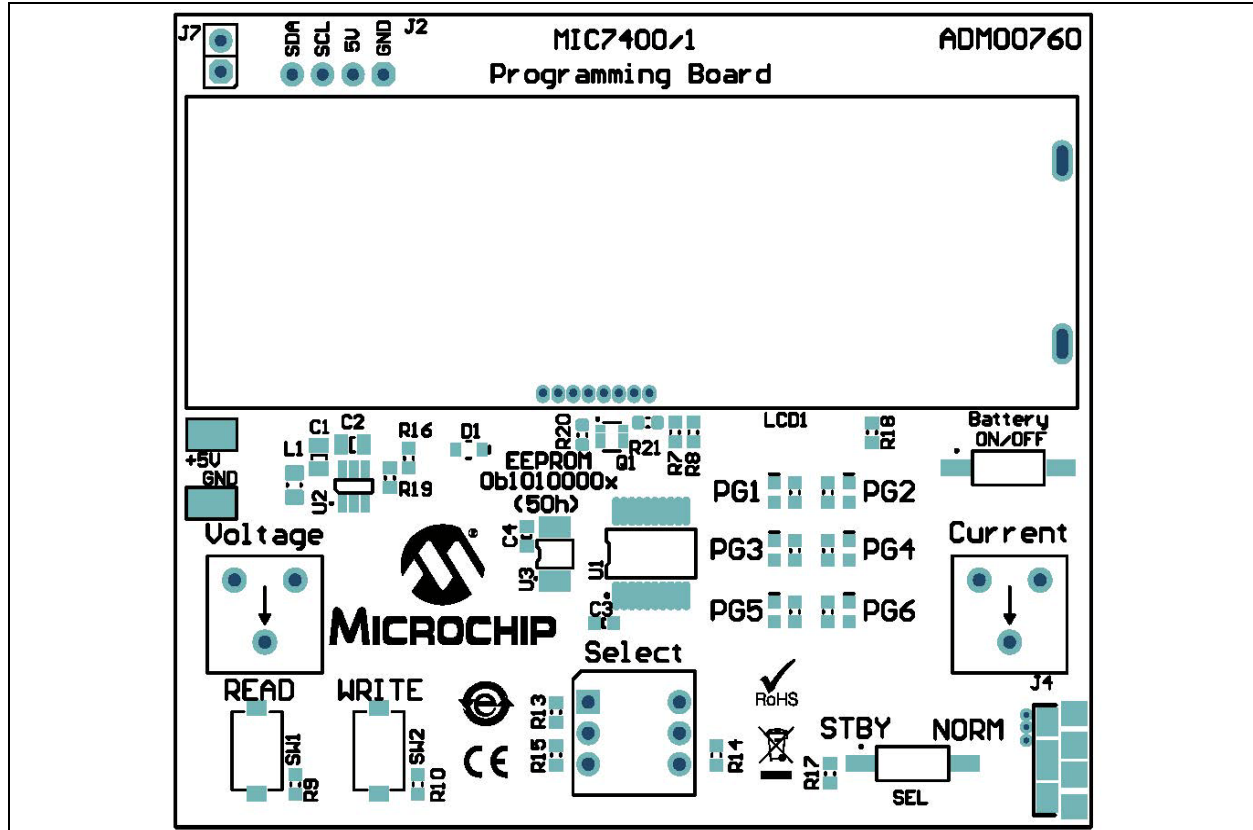 J7
SDA
SCL
5V
GND
J2
MIC7400/1
ADM00760
Programming Board
+5V
GND
L1
C1
C2
U2
R16
R19
D1
EEPROM
0b1010000x
(50h)
R20
Q1
R21
R7
R8
LCD1
R18
Battery
ON/OFF
PG1
PG2
PG3
PG4
PG5
PG6
Voltage
C4
U3
U1
C3
Current
MICROCHIP
®
READ
WRITE
SW1
R9
SW2
R10
e
CE
Select
R13
R15
R14
RoHS
STBY
NORM
R17
SEL
J4